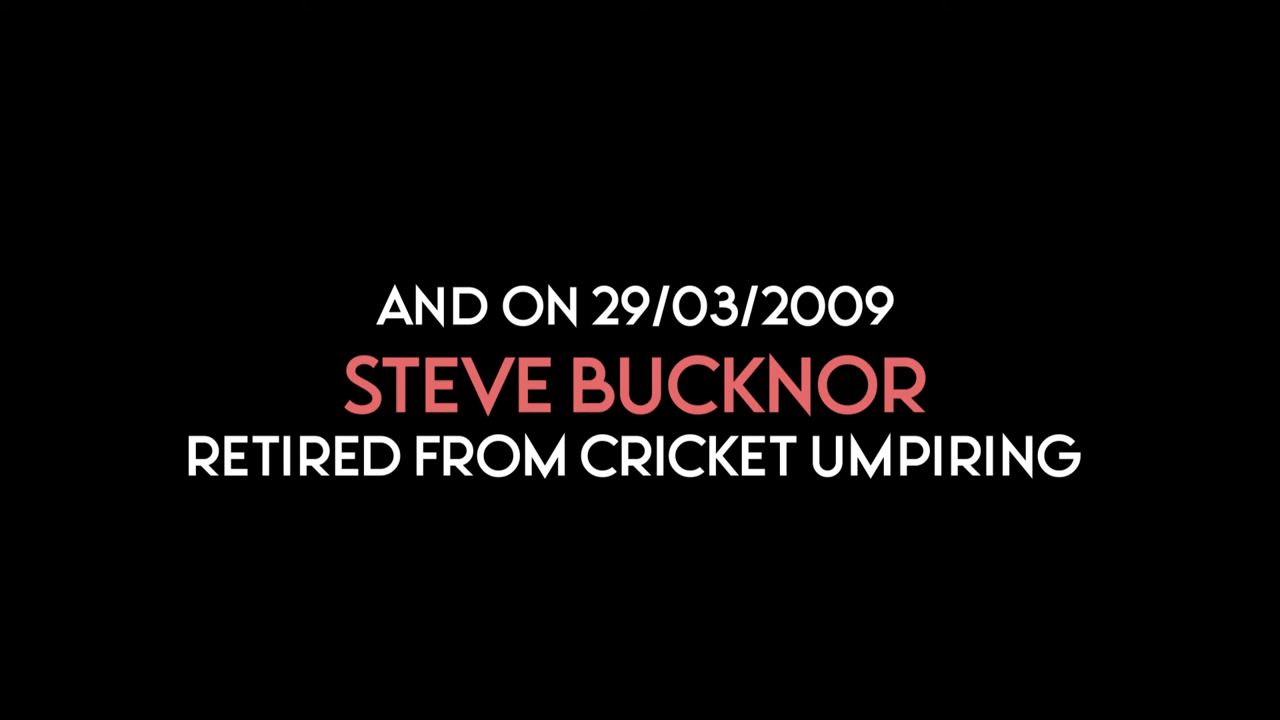 AND ON 29/03/2009
STEVE BUCKNOR
RETIRED FROM CRICKET UMPIRING